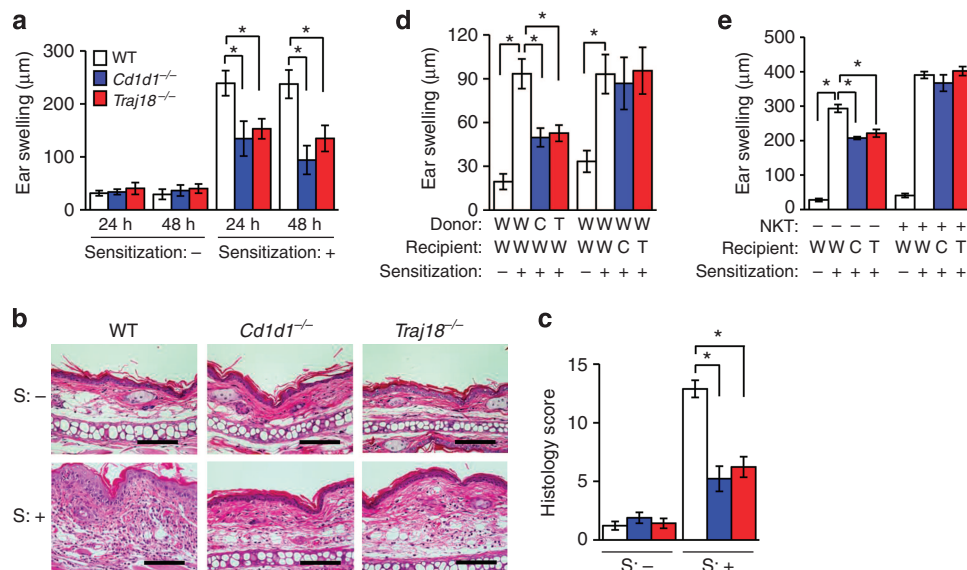 a
Ear swelling (μm)
300
200
100
0
WT
Cd1d1−/−
Traj18−/−
*
*
*
*
24 h 48 h 24 h 48 h
Sensitization: – Sensitization: +
d
Ear swelling (μm)
120
90
60
30
0
* * *
*
Donor: W W C T W W W W
Recipient: W W W W W W C T
Sensitization: – + + + – + + +
e
Ear swelling (μm)
500
400
300
200
100
0
* * *
NKT: – – – – + + + +
Recipient: W W C T W W C T
Sensitization: – + + + – + + +
b
WT Cd1d1−/− Traj18−/−
S: –
S: +
c
Histology score
15
10
5
0
*
*
S: – S: +